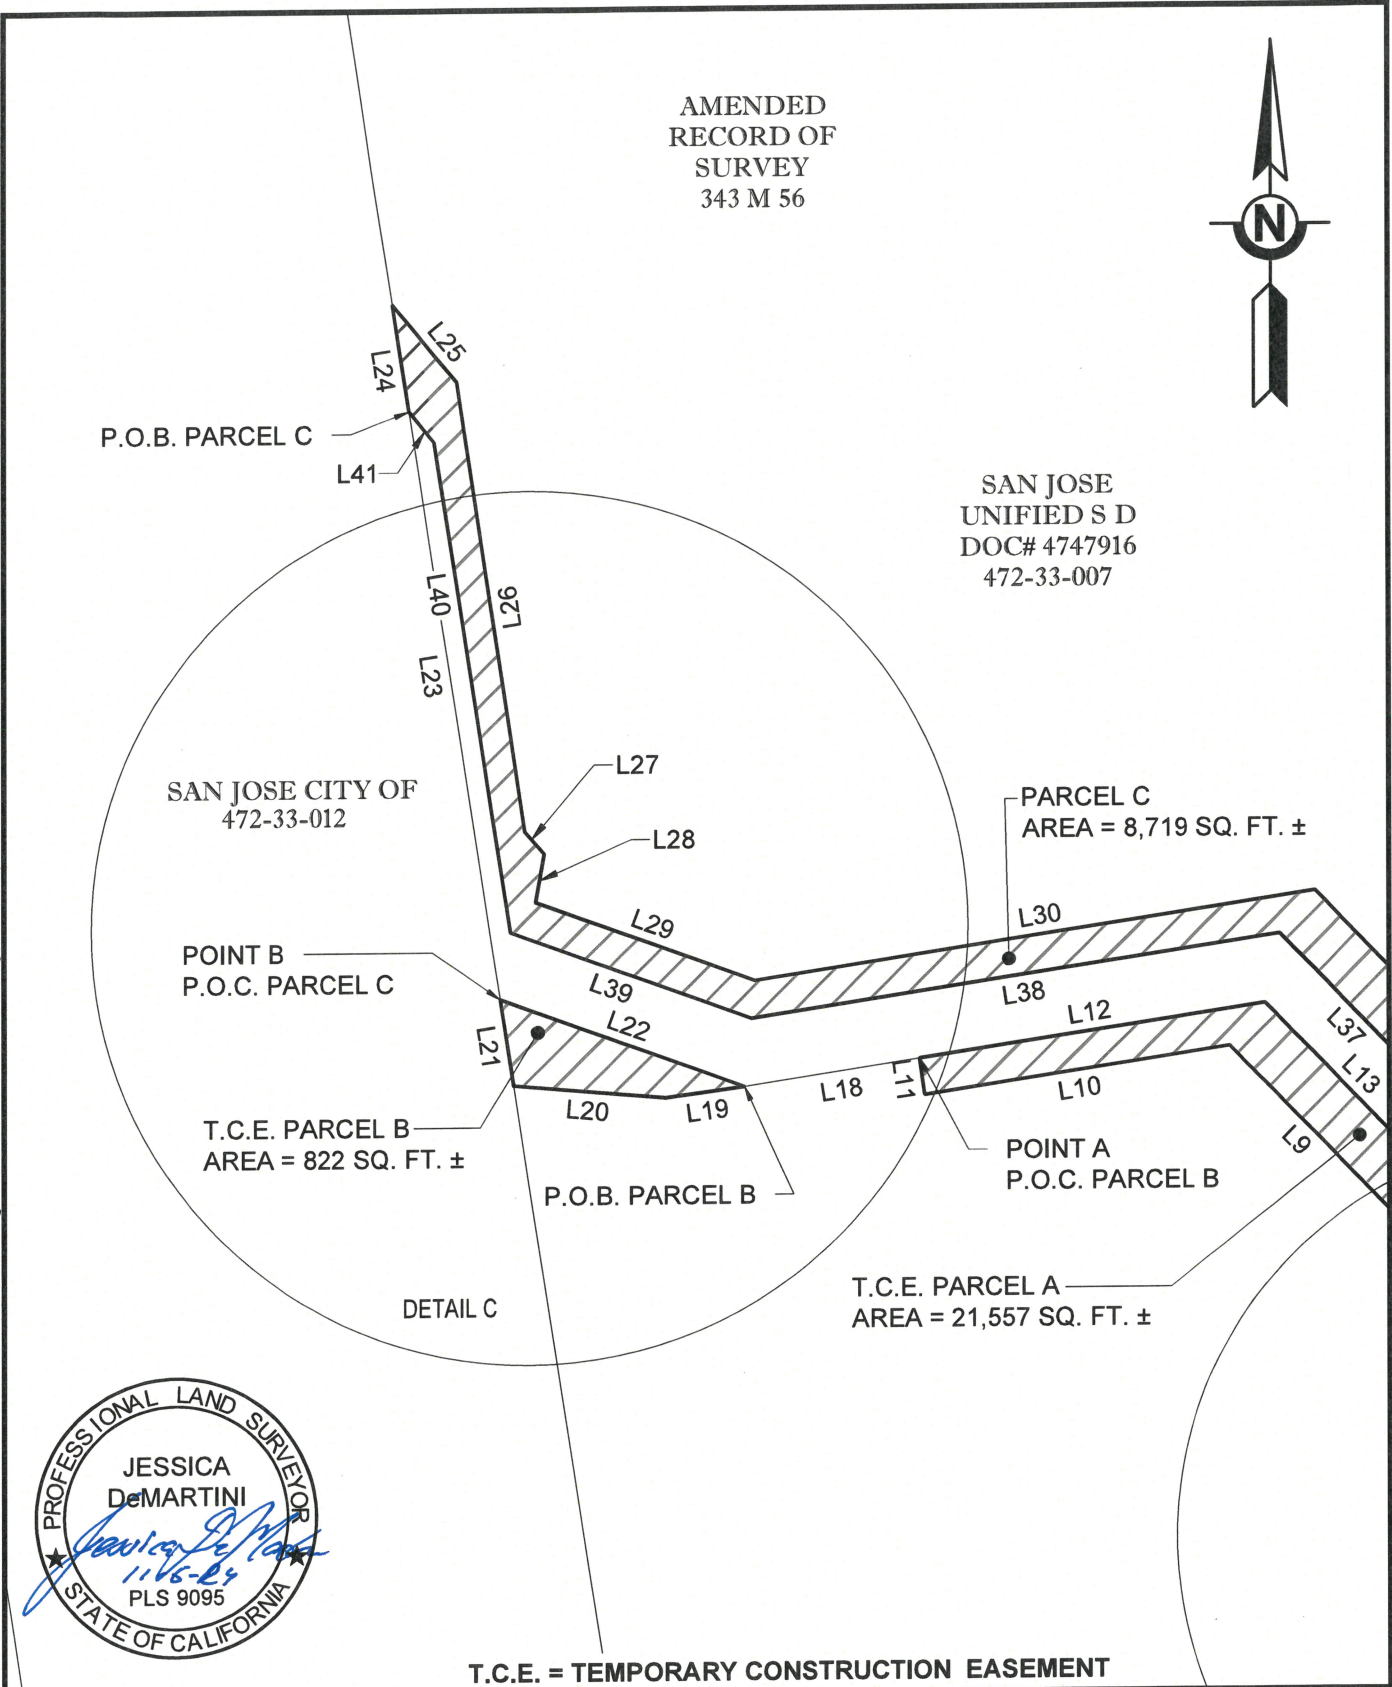 AMENDED
RECORD OF
SURVEY
343 M 56
N
L25
L24
P.O.B. PARCEL C
L41
SAN JOSE
UNIFIED S D
DOC# 4747916
472-33-007
L40
L26
L23
L27
SAN JOSE CITY OF
472-33-012
PARCEL C
AREA = 8,719 SQ. FT. ±
L28
L29
L30
POINT B
P.O.C. PARCEL C
L39
L38
L22
L12
L37
L21
L18
L11
L10
L13
L20
L19
L9
T.C.E. PARCEL B
AREA = 822 SQ. FT. ±
POINT A
P.O.C. PARCEL B
P.O.B. PARCEL B
T.C.E. PARCEL A
AREA = 21,557 SQ. FT. ±
DETAIL C
PROFESSIONAL LAND SURVEYOR
JESSICA
DeMARTINI
PLS 9095
STATE OF CALIFORNIA
T.C.E. = TEMPORARY CONSTRUCTION EASEMENT